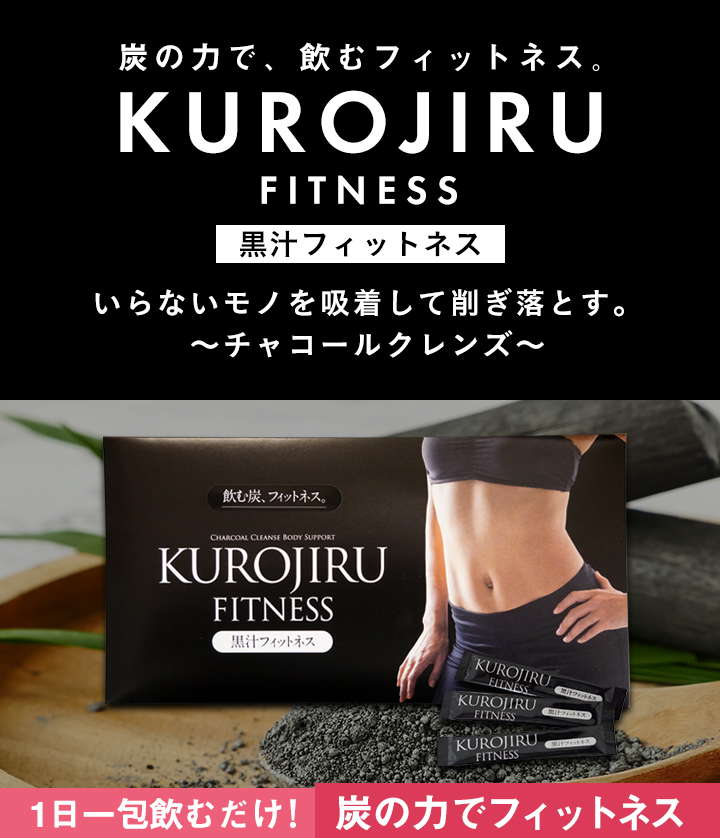 炭の力で、飲むフィットネス。
KUROJIRU
FITNESS
黒汁フィットネス
いらないモノを吸着して削ぎ落とす。
～チャコールクレンズ～
飲む炭、フィットネス。
CHARCOAL CLEANSE BODY SUPPORT
KUROJIRU
FITNESS
黒汁フィットネス
KUROJIRU
FITNESS 黒汁フィットネス
KUROJIRU
FITNESS 黒汁フィットネス
KUROJIRU
FITNESS 黒汁フィットネス
1日一包飲むだけ! 炭の力でフィットネス